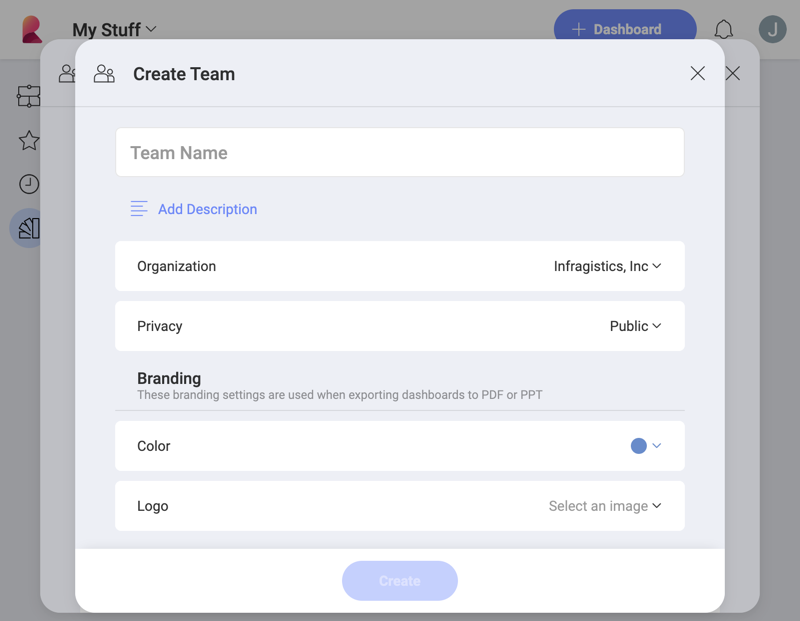 My Stuff
+ Dashboard
J
Create Team
Team Name
Add Description
Organization
Infragistics, Inc
Privacy
Public
Branding
These branding settings are used when exporting dashboards to PDF or PPT
Color
Logo
Select an image
Create